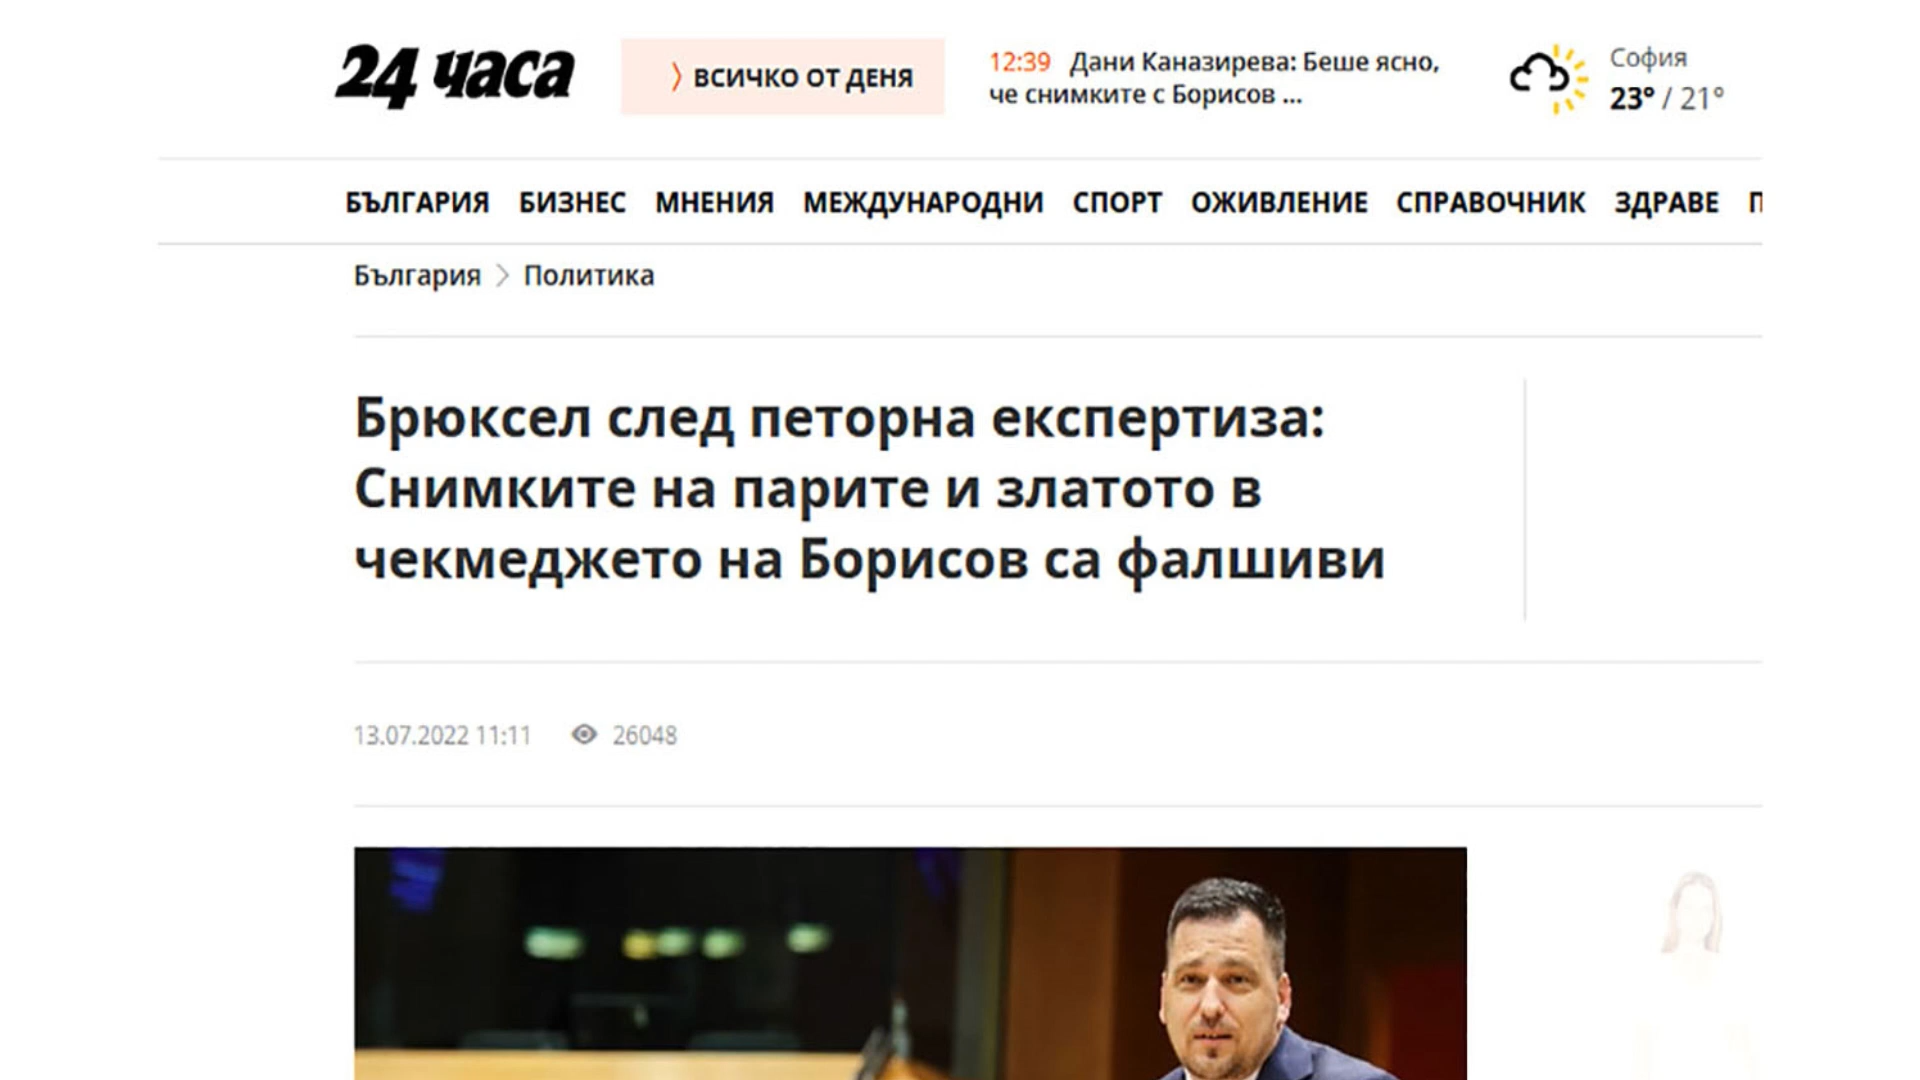 24 часа
〉 ВСИЧКО ОТ ДЕНЯ
12:39 Дани Каназирева: Беше ясно,
че снимките с Борисов ...
София
23° / 21°
БЪЛГАРИЯ БИЗНЕС МНЕНИЯ МЕЖДУНАРОДНИ СПОРТ ОЖИВЛЕНИЕ СПРАВОЧНИК ЗДРАВЕ
България > Политика
Брюксел след петорна експертиза:
Снимките на парите и златото в
чекмеджето на Борисов са фалшиви
13.07.2022 11:11 26048